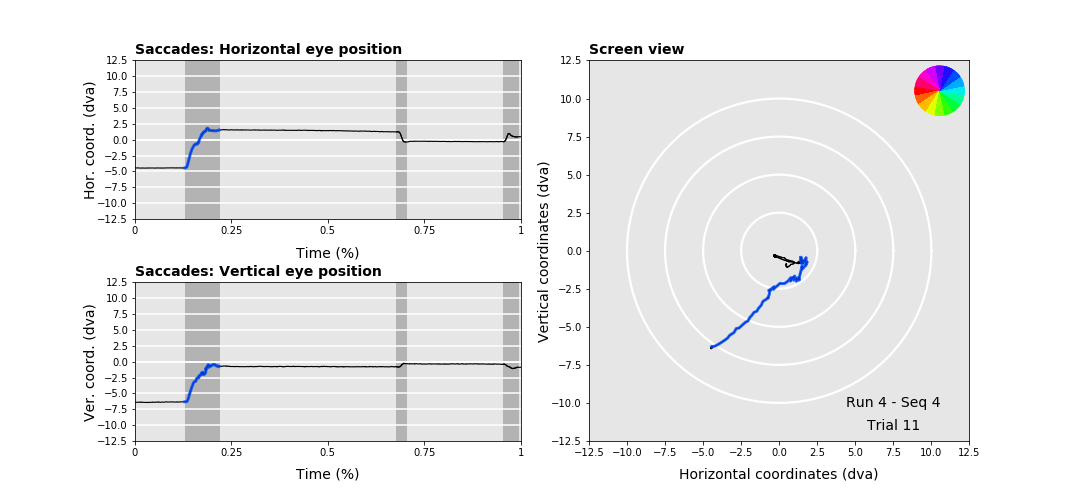 Saccades: Horizontal eye position
12.5
10.0
7.5
5.0
2.5
0.0
−2.5
−5.0
−7.5
−10.0
−12.5
Hor. coord. (dva)
0 0.25 0.5 0.75 1
Time (%)
Saccades: Vertical eye position
12.5
10.0
7.5
5.0
2.5
0.0
−2.5
−5.0
−7.5
−10.0
−12.5
Ver. coord. (dva)
0 0.25 0.5 0.75 1
Time (%)
Screen view
12.5
10.0
7.5
5.0
2.5
0.0
−2.5
−5.0
−7.5
−10.0
−12.5
Vertical coordinates (dva)
Run 4 - Seq 4
Trial 11
−12.5 −10.0 −7.5 −5.0 −2.5 0.0 2.5 5.0 7.5 10.0 12.5
Horizontal coordinates (dva)